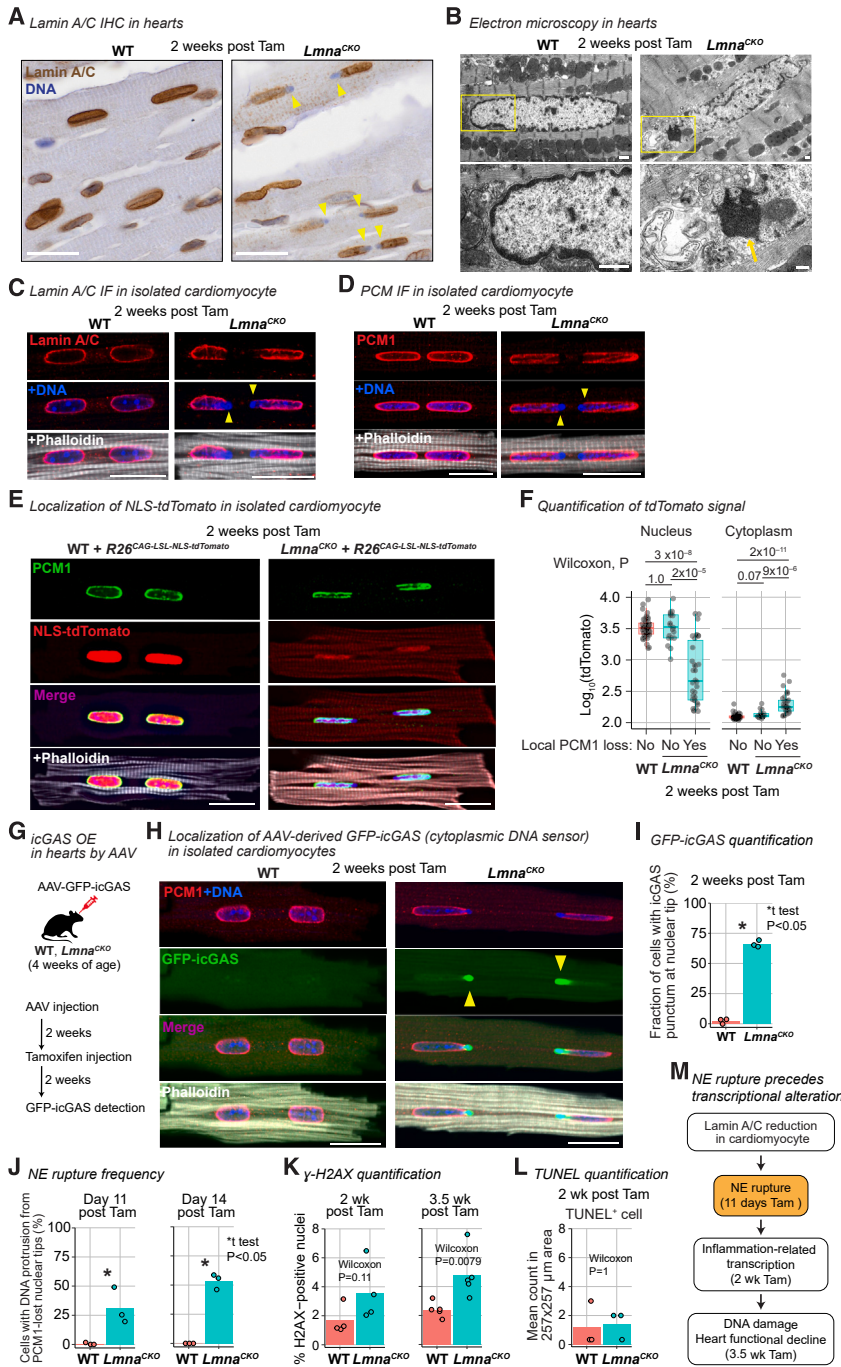 A Lamin A/C IHC in hearts
2 weeks post Tam
WT
Lmna^CKO
Lamin A/C
DNA
B Electron microscopy in hearts
2 weeks post Tam
WT
Lmna^CKO
C Lamin A/C IF in isolated cardiomyocyte
2 weeks post Tam
WT
Lmna^CKO
Lamin A/C
+DNA
+Phalloidin
D PCM IF in isolated cardiomyocyte
2 weeks post Tam
WT
Lmna^CKO
PCM1
+DNA
+Phalloidin
E Localization of NLS-tdTomato in isolated cardiomyocyte
2 weeks post Tam
WT + R26^CAG-LSL-NLS-tdTomato
Lmna^CKO + R26^CAG-LSL-NLS-tdTomato
PCM1
NLS-tdTomato
Merge
+Phalloidin
F Quantification of tdTomato signal
Nucleus
Cytoplasm
Wilcoxon, P
3 x10⁻⁸
1.0
2x10⁻⁵
2x10⁻¹¹
0.07
9x10⁻⁶
Log₁₀(tdTomato)
4.0
3.5
3.0
2.5
2.0
Local PCM1 loss: No No Yes No No Yes
WT Lmna^CKO WT Lmna^CKO
2 weeks post Tam
G icGAS OE
in hearts by AAV
AAV-GFP-icGAS
WT, Lmna^CKO
(4 weeks of age)
AAV injection
2 weeks
Tamoxifen injection
2 weeks
GFP-icGAS detection
H Localization of AAV-derived GFP-icGAS (cytoplasmic DNA sensor)
in isolated cardiomyocytes
2 weeks post Tam
WT
Lmna^CKO
PCM1+DNA
GFP-icGAS
Merge
Phalloidin
I GFP-icGAS quantification
2 weeks post Tam
Fraction of cells with icGAS
punctum at nuclear tip (%)
100
75
50
25
0
*
*t test
P<0.05
WT Lmna^CKO
J NE rupture frequency
Day 11
post Tam
Day 14
post Tam
Cells with DNA protrusion from
PCM1-lost nuclear tips (%)
100
75
50
25
0
*
*
*t test
P<0.05
WT Lmna^CKO WT Lmna^CKO
K γ-H2AX quantification
2 wk
post Tam
3.5 wk
post Tam
% H2AX−positive nuclei
8
6
4
2
0
Wilcoxon
P=0.11
Wilcoxon
P=0.0079
WT Lmna^CKO WT Lmna^CKO
L TUNEL quantification
2 wk post Tam
TUNEL⁺ cell
Mean count in
257x257 μm area
8
6
4
2
0
Wilcoxon
P=1
WT Lmna^CKO
M NE rupture precedes
transcriptional alteration
Lamin A/C reduction
in cardiomyocyte
NE rupture
(11 days Tam )
Inflammation-related
transcription
(2 wk Tam)
DNA damage
Heart functional decline
(3.5 wk Tam)